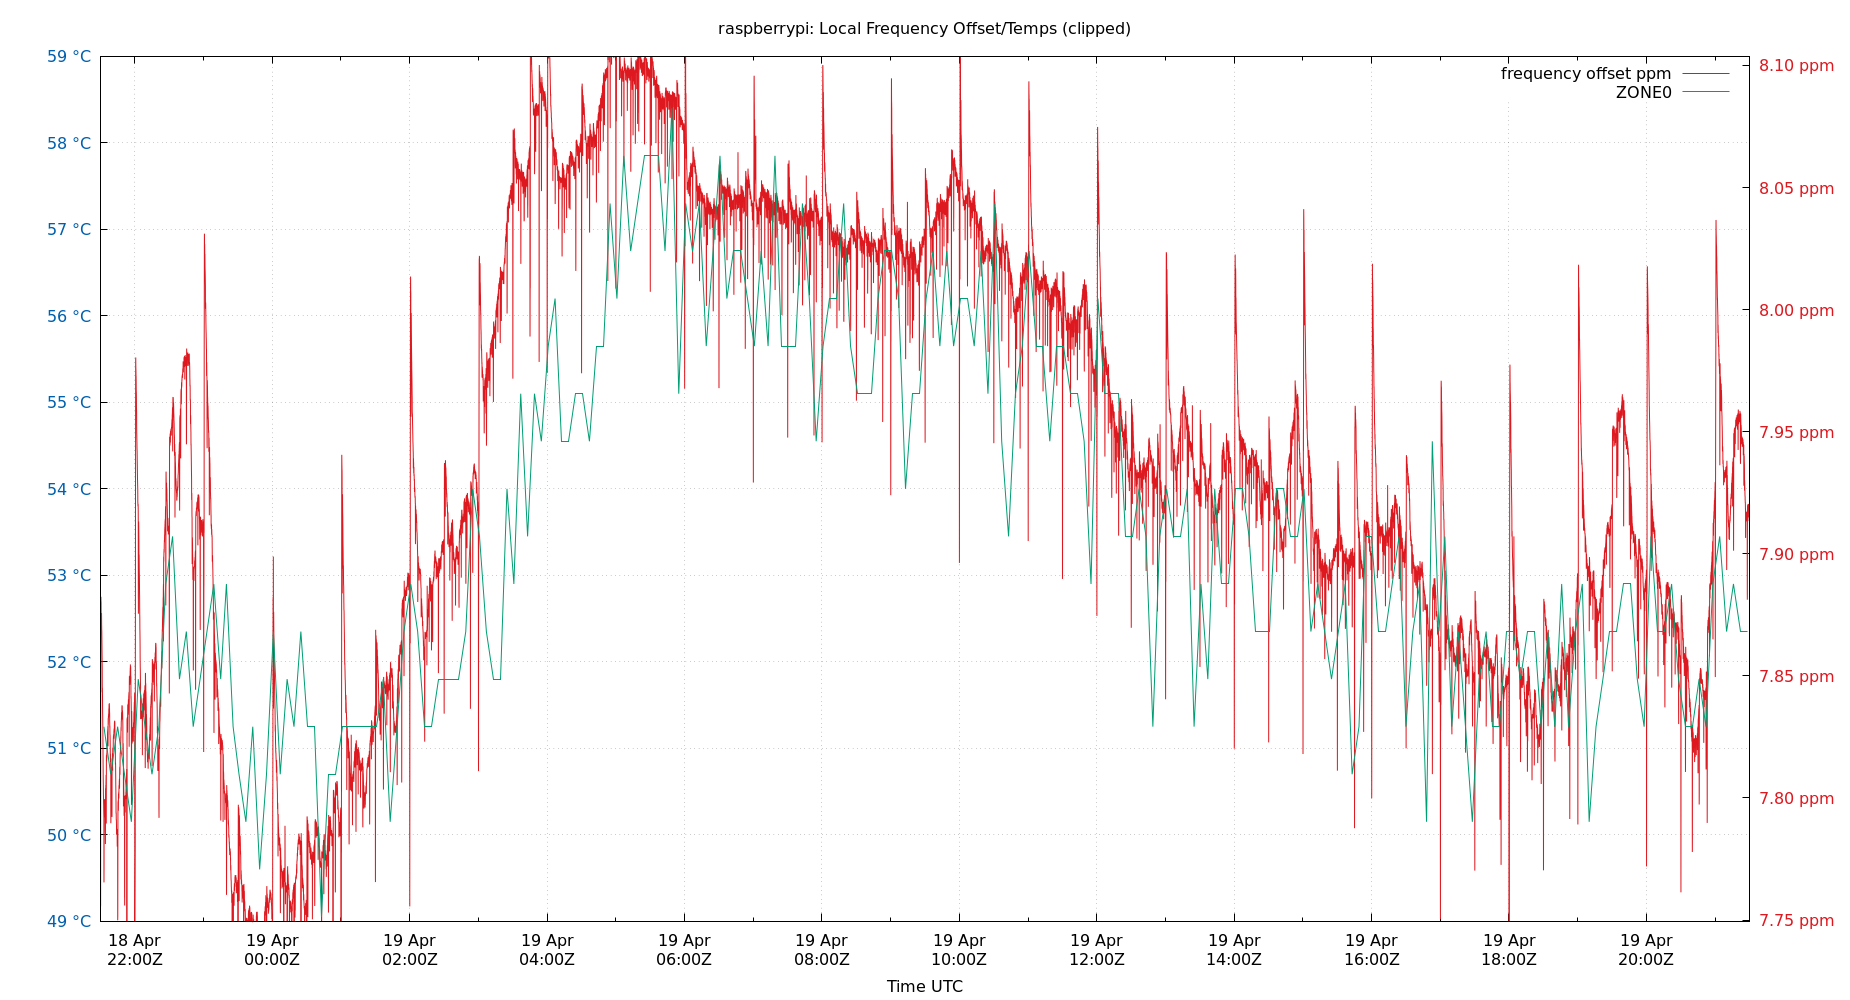 raspberrypi: Local Frequency Offset/Temps (clipped)
59 °C
58 °C
57 °C
56 °C
55 °C
54 °C
53 °C
52 °C
51 °C
50 °C
49 °C
frequency offset ppm
ZONE0
8.10 ppm
8.05 ppm
8.00 ppm
7.95 ppm
7.90 ppm
7.85 ppm
7.80 ppm
7.75 ppm
18 Apr
22:00Z
19 Apr
00:00Z
19 Apr
02:00Z
19 Apr
04:00Z
19 Apr
06:00Z
19 Apr
08:00Z
19 Apr
10:00Z
19 Apr
12:00Z
19 Apr
14:00Z
19 Apr
16:00Z
19 Apr
18:00Z
19 Apr
20:00Z
Time UTC